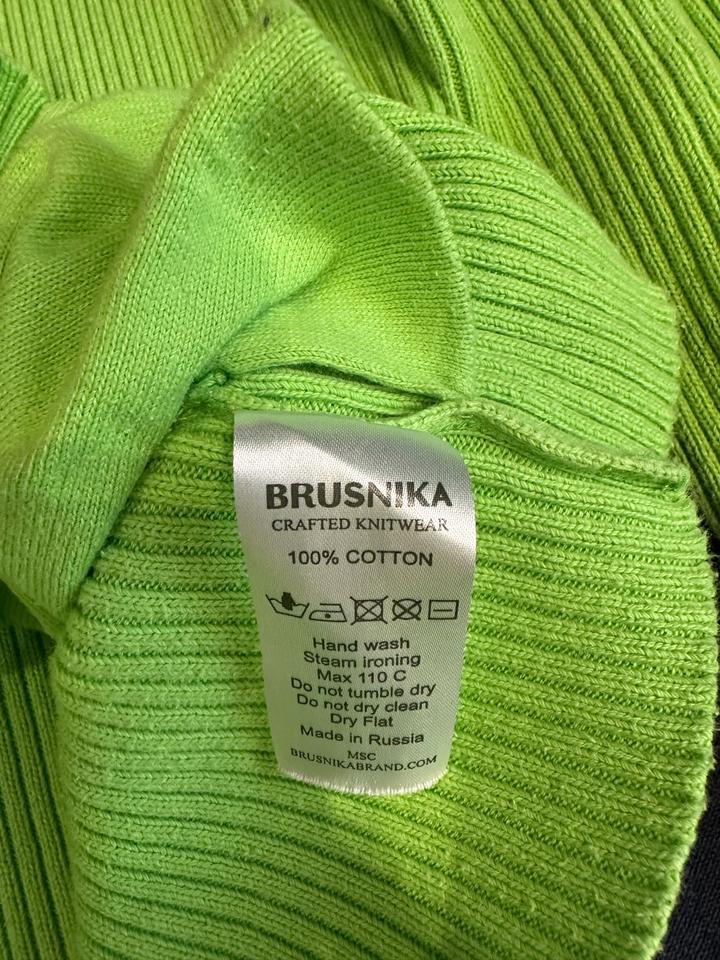 BRUSNIKA
CRAFTED KNITWEAR
100% COTTON
Hand wash
Steam ironing
Max 110 C
Do not tumble dry
Do not dry clean
Dry Flat
Made in Russia
MSC
BRUSNIKABRAND.COM